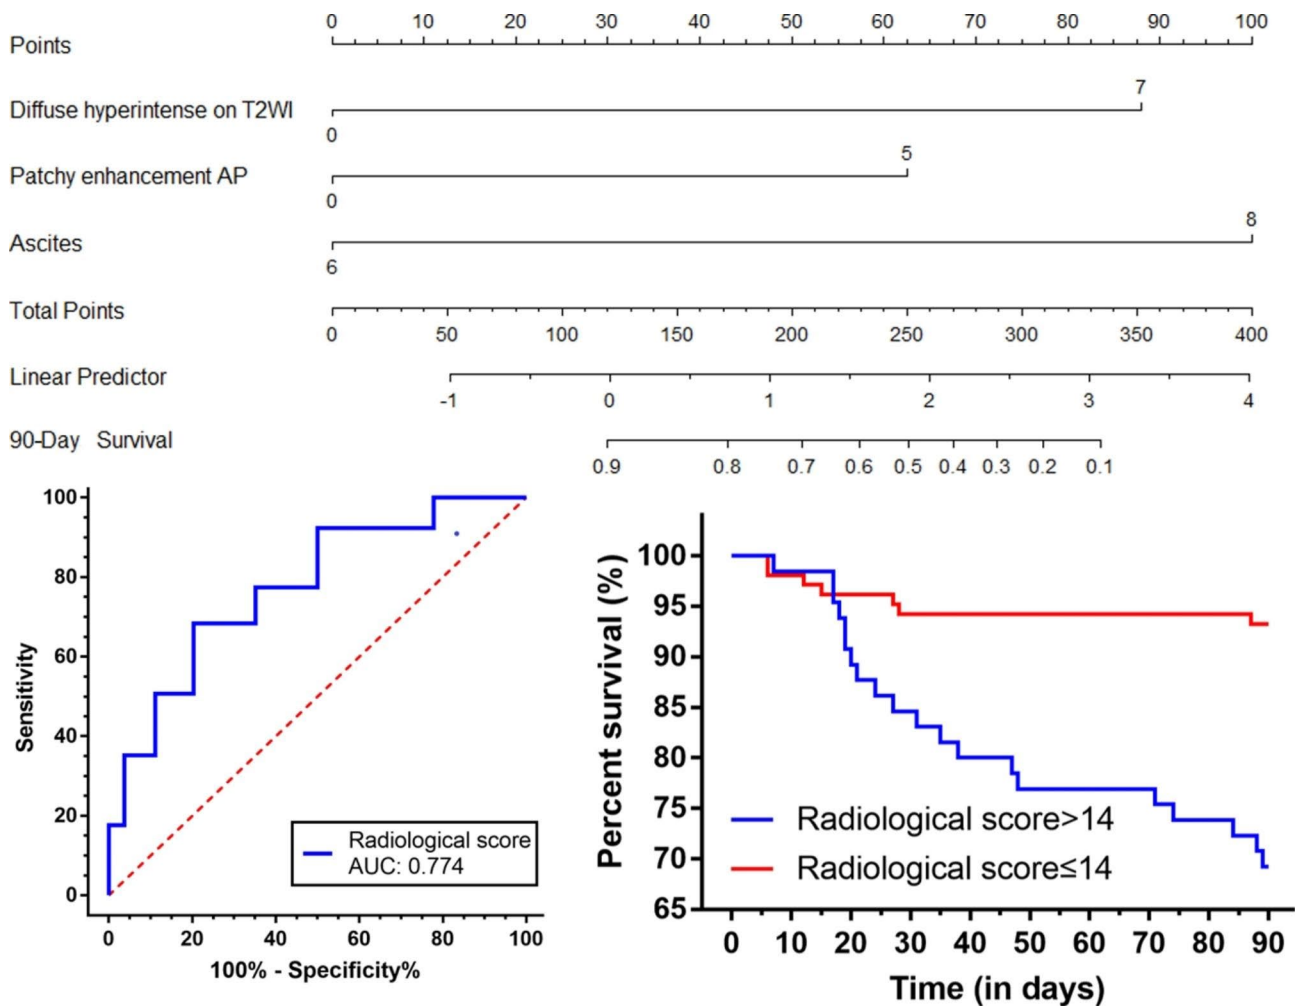 0 10 20 30 40 50 60 70 80 90 100
Points
7
Diffuse hyperintense on T2WI
0
5
Patchy enhancement AP
0
8
Ascites
6
Total Points
0 50 100 150 200 250 300 350 400
Linear Predictor
-1 0 1 2 3 4
90-Day Survival
0.9 0.8 0.7 0.6 0.5 0.4 0.3 0.2 0.1
100
80
60
40
20
0
Sensitivity
Radiological score
AUC: 0.774
0 20 40 60 80 100
100% - Specificity%
100
95
90
85
80
75
70
65
Percent survival (%)
Radiological score>14
Radiological score≤14
0 10 20 30 40 50 60 70 80 90
Time (in days)